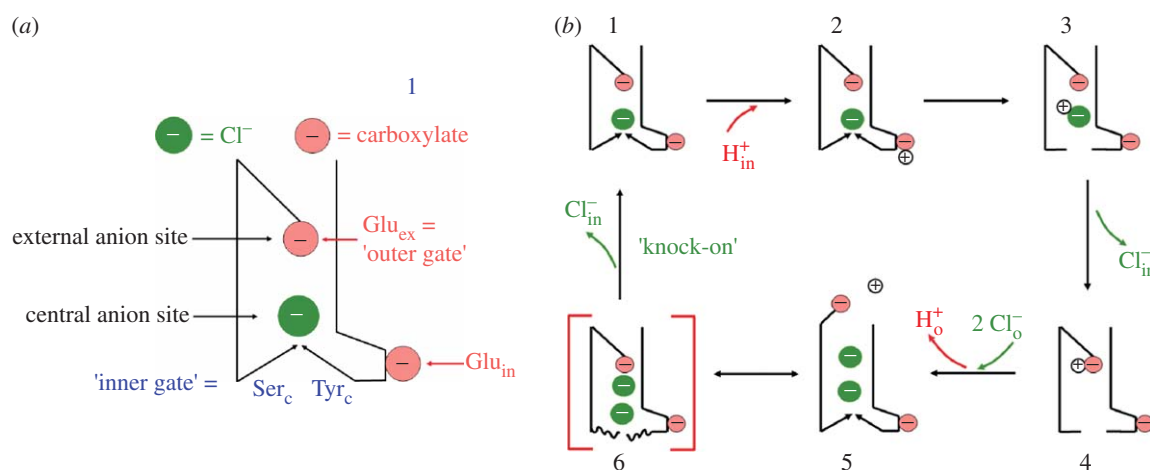 (a)
1
– = Cl⁻
– = carboxylate
external anion site
Glu_ex =
'outer gate'
central anion site
Glu_in
'inner gate' = Ser_c Tyr_c
(b)
1 2 3
H⁺_in
Cl⁻_in
'knock-on'
Cl⁻_in
H⁺_o 2 Cl⁻_o
6 5 4